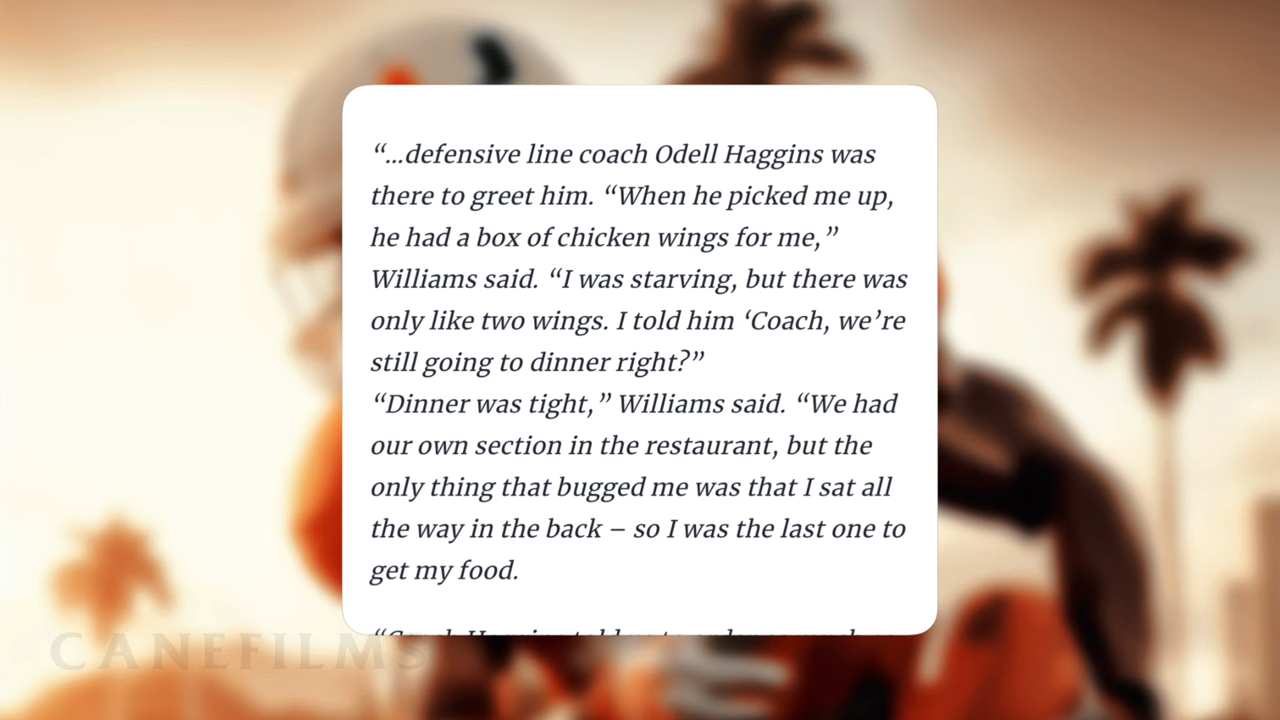 “...defensive line coach Odell Haggins was
there to greet him. “When he picked me up,
he had a box of chicken wings for me,”
Williams said. “I was starving, but there was
only like two wings. I told him ‘Coach, we’re
still going to dinner right?”
“Dinner was tight,” Williams said. “We had
our own section in the restaurant, but the
only thing that bugged me was that I sat all
the way in the back – so I was the last one to
get my food.
CANEFILMS